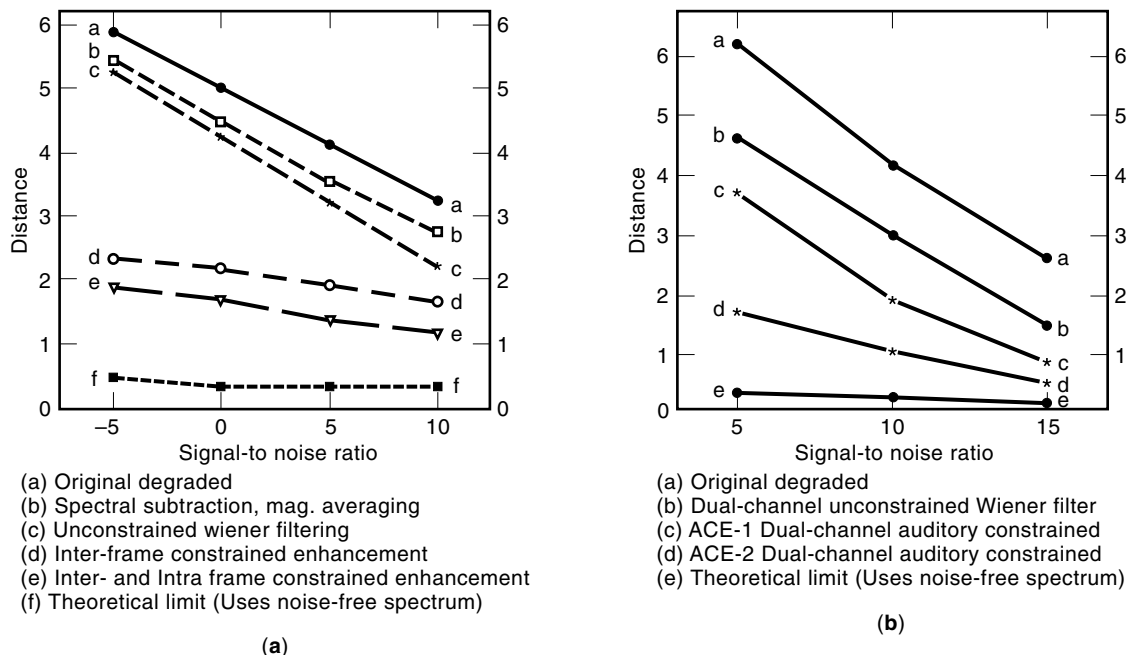 6
5
4
3
2
1
0
Distance
a
b
c
d
e
f
a
b
c
d
e
f
6
5
4
3
2
1
0
–5
0
5
10
Signal-to noise ratio
(a) Original degraded
(b) Spectral subtraction, mag. averaging
(c) Unconstrained wiener filtering
(d) Inter-frame constrained enhancement
(e) Inter- and Intra frame constrained enhancement
(f) Theoretical limit (Uses noise-free spectrum)
(a)
6
5
4
3
2
1
0
Distance
a
b
c
d
e
a
b
c
d
e
6
5
4
3
2
1
5
10
15
Signal-to noise ratio
(a) Original degraded
(b) Dual-channel unconstrained Wiener filter
(c) ACE-1 Dual-channel auditory constrained
(d) ACE-2 Dual-channel auditory constrained
(e) Theoretical limit (Uses noise-free spectrum)
(b)